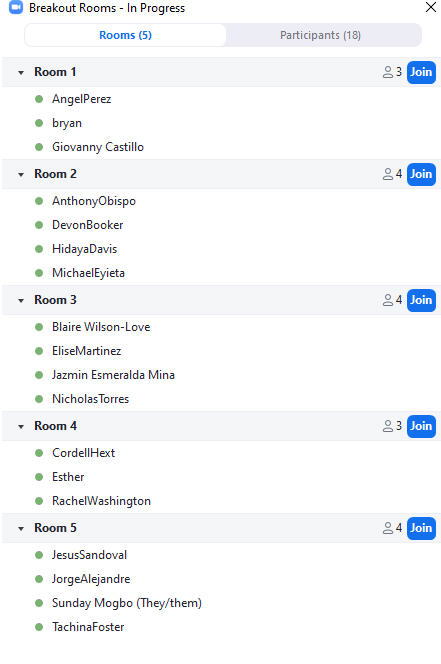 Breakout Rooms - In Progress
Rooms (5) Participants (18)
Room 1 3 Join
AngelPerez
bryan
Giovanny Castillo
Room 2 4 Join
AnthonyObispo
DevonBooker
HidayaDavis
MichaelEyieta
Room 3 4 Join
Blaire Wilson-Love
EliseMartinez
Jazmin Esmeralda Mina
NicholasTorres
Room 4 3 Join
CordellHext
Esther
RachelWashington
Room 5 4 Join
JesusSandoval
JorgeAlejandre
Sunday Mogbo (They/them)
TachinaFoster